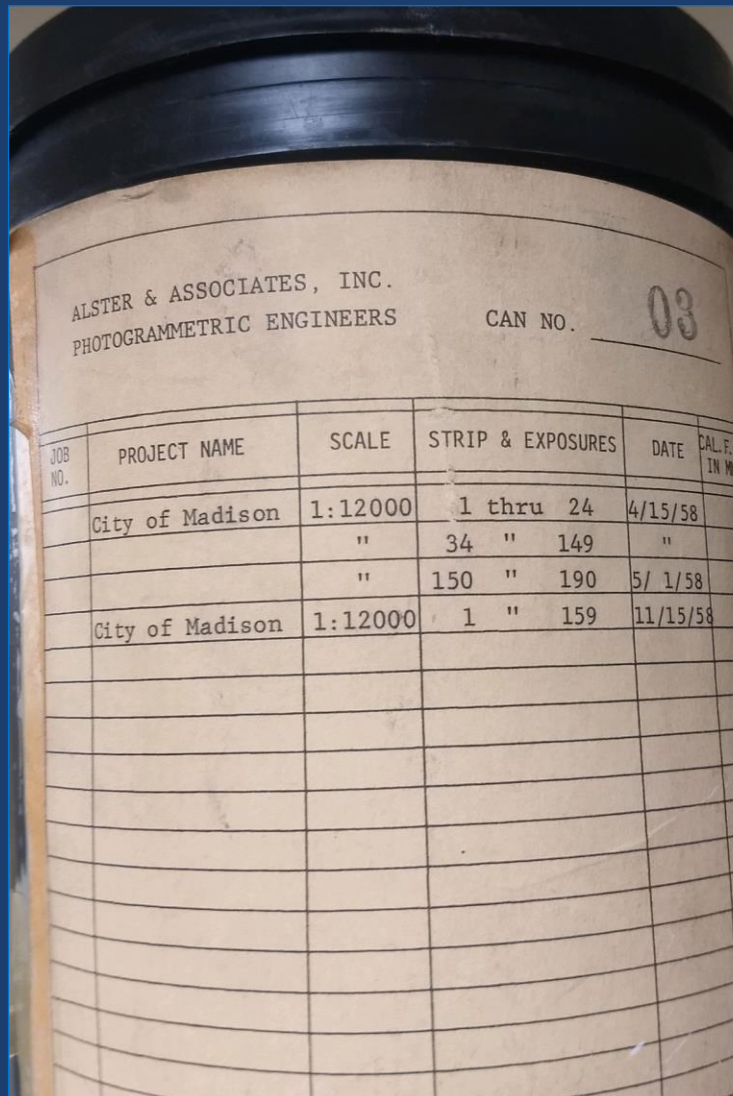 ALSTER & ASSOCIATES, INC.
PHOTOGRAMMETRIC ENGINEERS
CAN NO. 03
JOB NO. PROJECT NAME SCALE STRIP & EXPOSURES DATE CAL. F. IN
City of Madison 1:12000 1 thru 24 4/15/58
" 34 " 149 "
" 150 " 190 5/ 1/58
City of Madison 1:12000 1 " 159 11/15/58